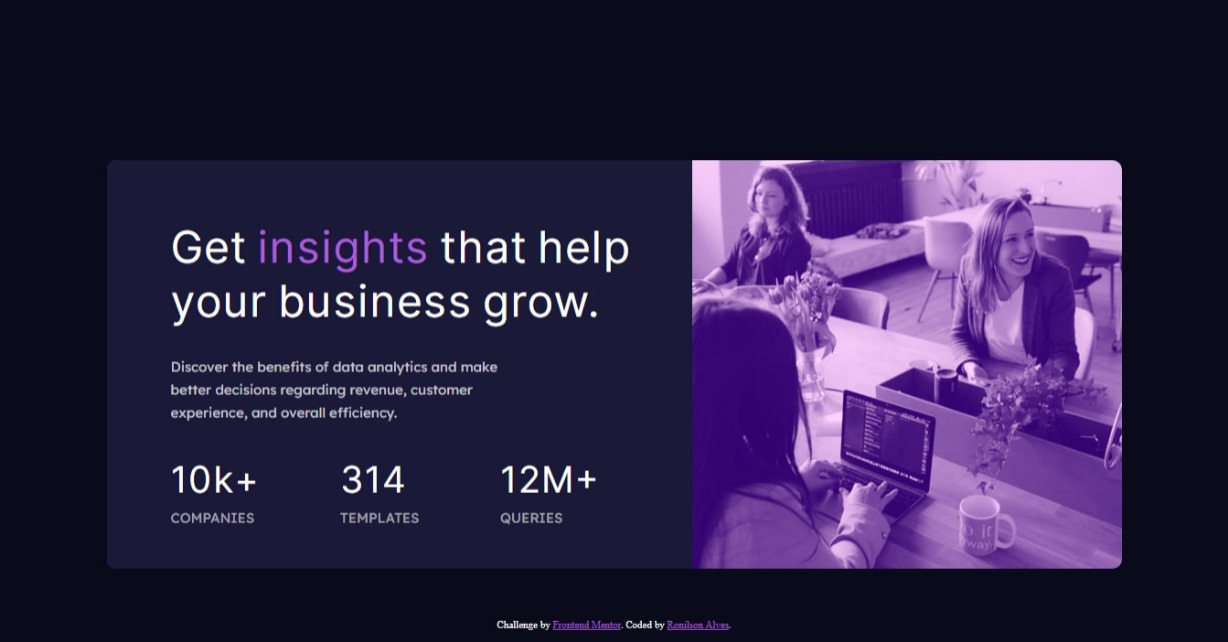 Get insights that help
your business grow.
Discover the benefits of data analytics and make
better decisions regarding revenue, customer
experience, and overall efficiency.
10k+ 314 12M+
COMPANIES TEMPLATES QUERIES
Challenge by Frontend Mentor. Coded by Ronilson Alves.